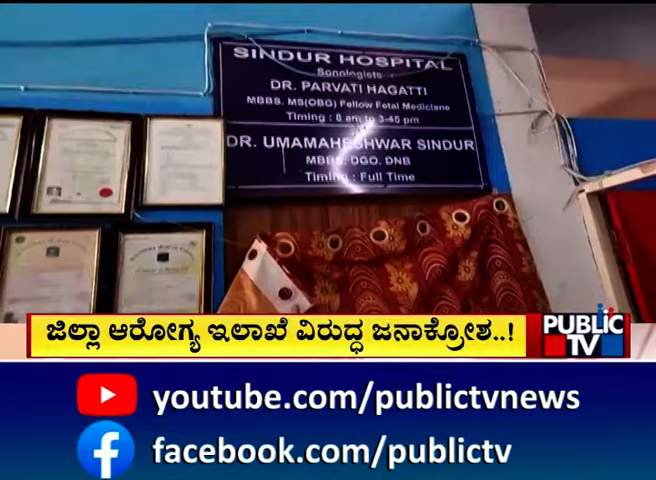 SINDUR HOSPITAL
Sonologists
DR. PARVATI HAGATTI
MBBS. MS(OBG) Fellow Fetal Mediciane
Timing : 8 am to 3-45 pm
DR. UMAMAHESHWAR SINDUR
MBBS. DGO. DNB
Timing : Full Time
ಜಿಲ್ಲಾ ಆರೋಗ್ಯ ಇಲಾಖೆ ವಿರುದ್ಧ ಜನಾಕ್ರೋಶ..!
PUBLIC TV
youtube.com/publictvnews
facebook.com/publictv